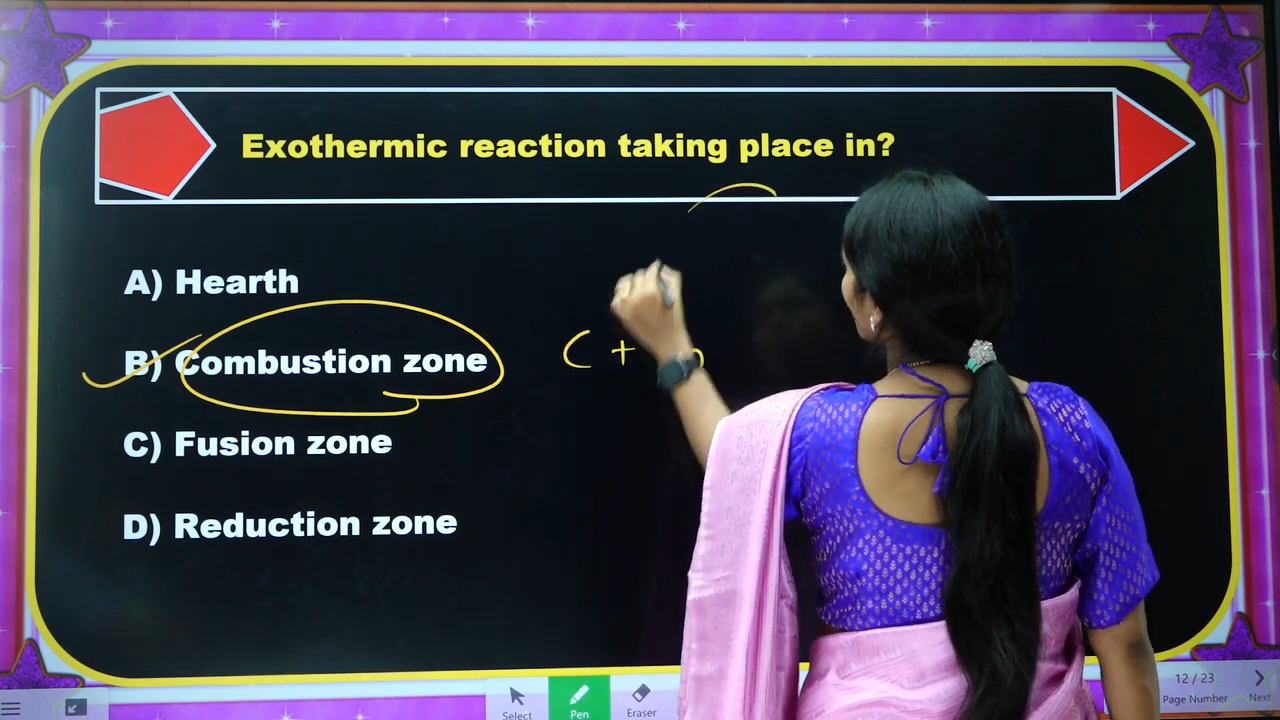 Exothermic reaction taking place in?
A) Hearth
B) Combustion zone
C +
C) Fusion zone
D) Reduction zone
Select
Pen
Eraser
12 / 23
Page Number
Next